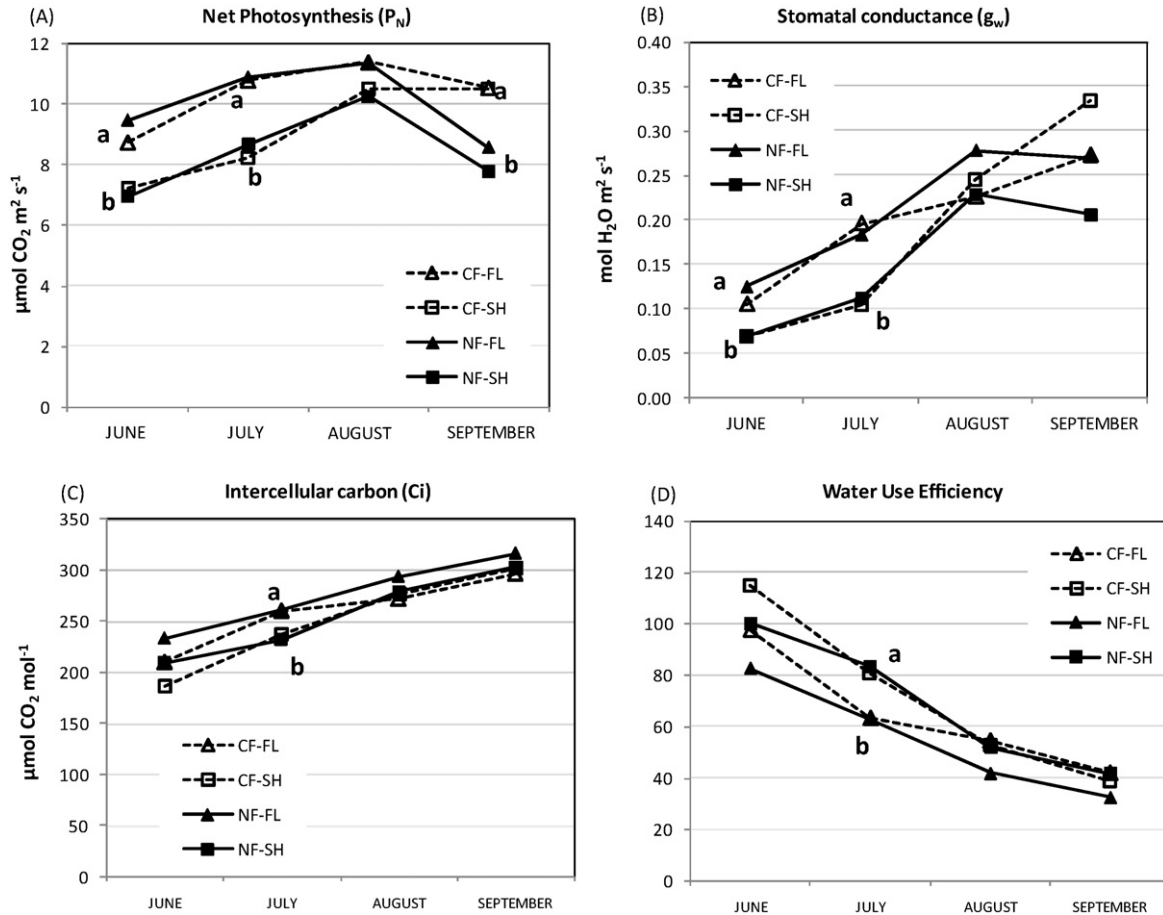 (A) Net Photosynthesis (PN)
12
10
8
6
4
2
0
µmol CO2 m² s-1
a
a
a
b
b
b
CF-FL
CF-SH
NF-FL
NF-SH
JUNE JULY AUGUST SEPTEMBER
(B) Stomatal conductance (gw)
0.40
0.35
0.30
0.25
0.20
0.15
0.10
0.05
0.00
mol H2O m² s-1
CF-FL
CF-SH
NF-FL
NF-SH
a
a
b
b
JUNE JULY AUGUST SEPTEMBER
(C) Intercellular carbon (Ci)
350
300
250
200
150
100
50
0
µmol CO2 mol-1
a
b
CF-FL
CF-SH
NF-FL
NF-SH
JUNE JULY AUGUST SEPTEMBER
(D) Water Use Efficiency
140
120
100
80
60
40
20
0
CF-FL
CF-SH
NF-FL
NF-SH
a
b
JUNE JULY AUGUST SEPTEMBER